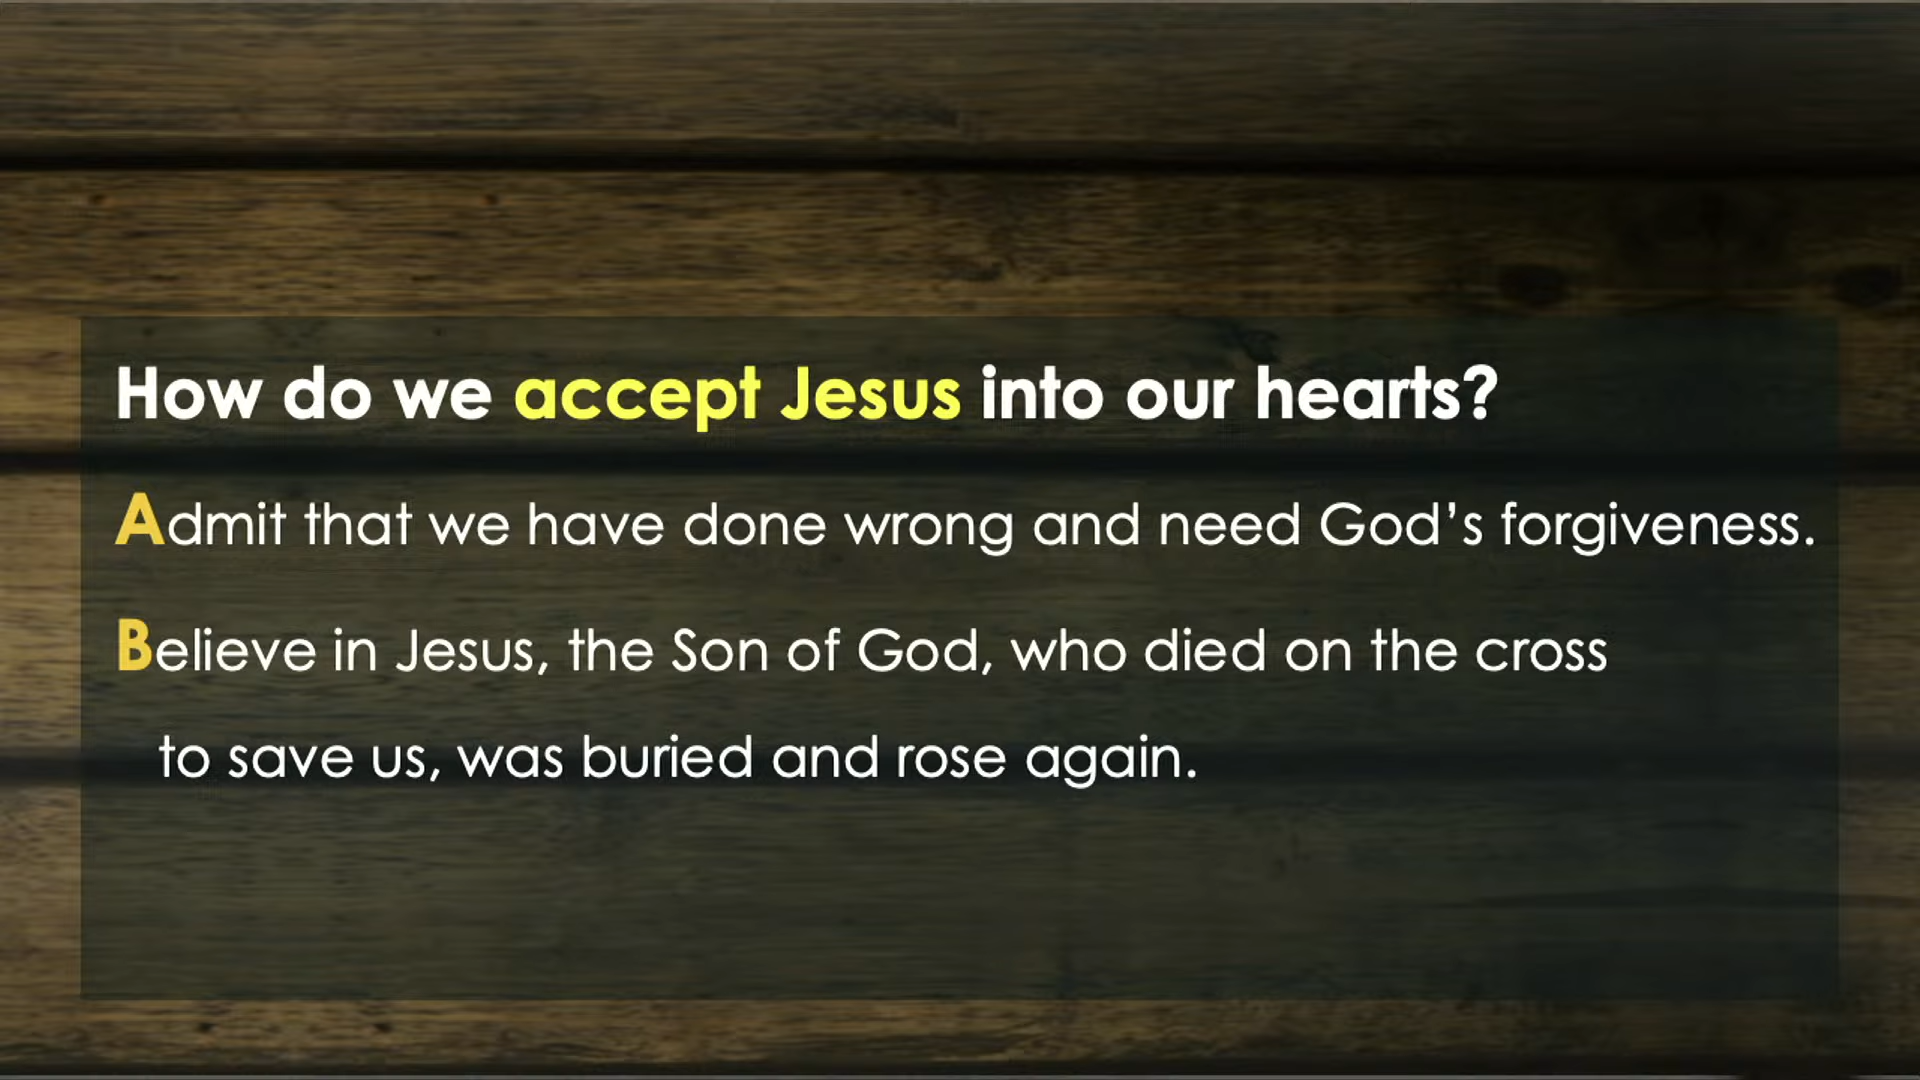 How do we accept Jesus into our hearts?
Admit that we have done wrong and need God’s forgiveness.
Believe in Jesus, the Son of God, who died on the cross
to save us, was buried and rose again.